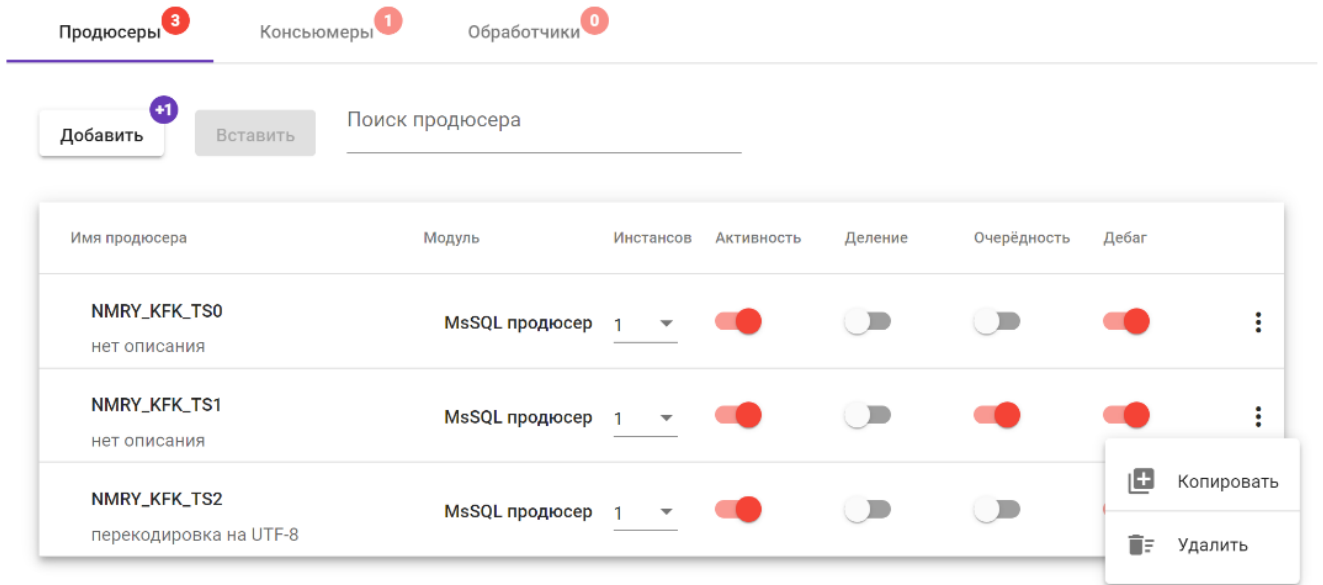 Продюсеры 3 Консьюмеры 1 Обработчики 0
Добавить +1 Вставить Поиск продюсера
Имя продюсера Модуль Инстансов Активность Деление Очерёдность Дебаг
NMRY_KFK_TS0 MsSQL продюсер 1
нет описания
NMRY_KFK_TS1 MsSQL продюсер 1
нет описания
Копировать
NMRY_KFK_TS2 MsSQL продюсер 1
перекодировка на UTF-8
Удалить